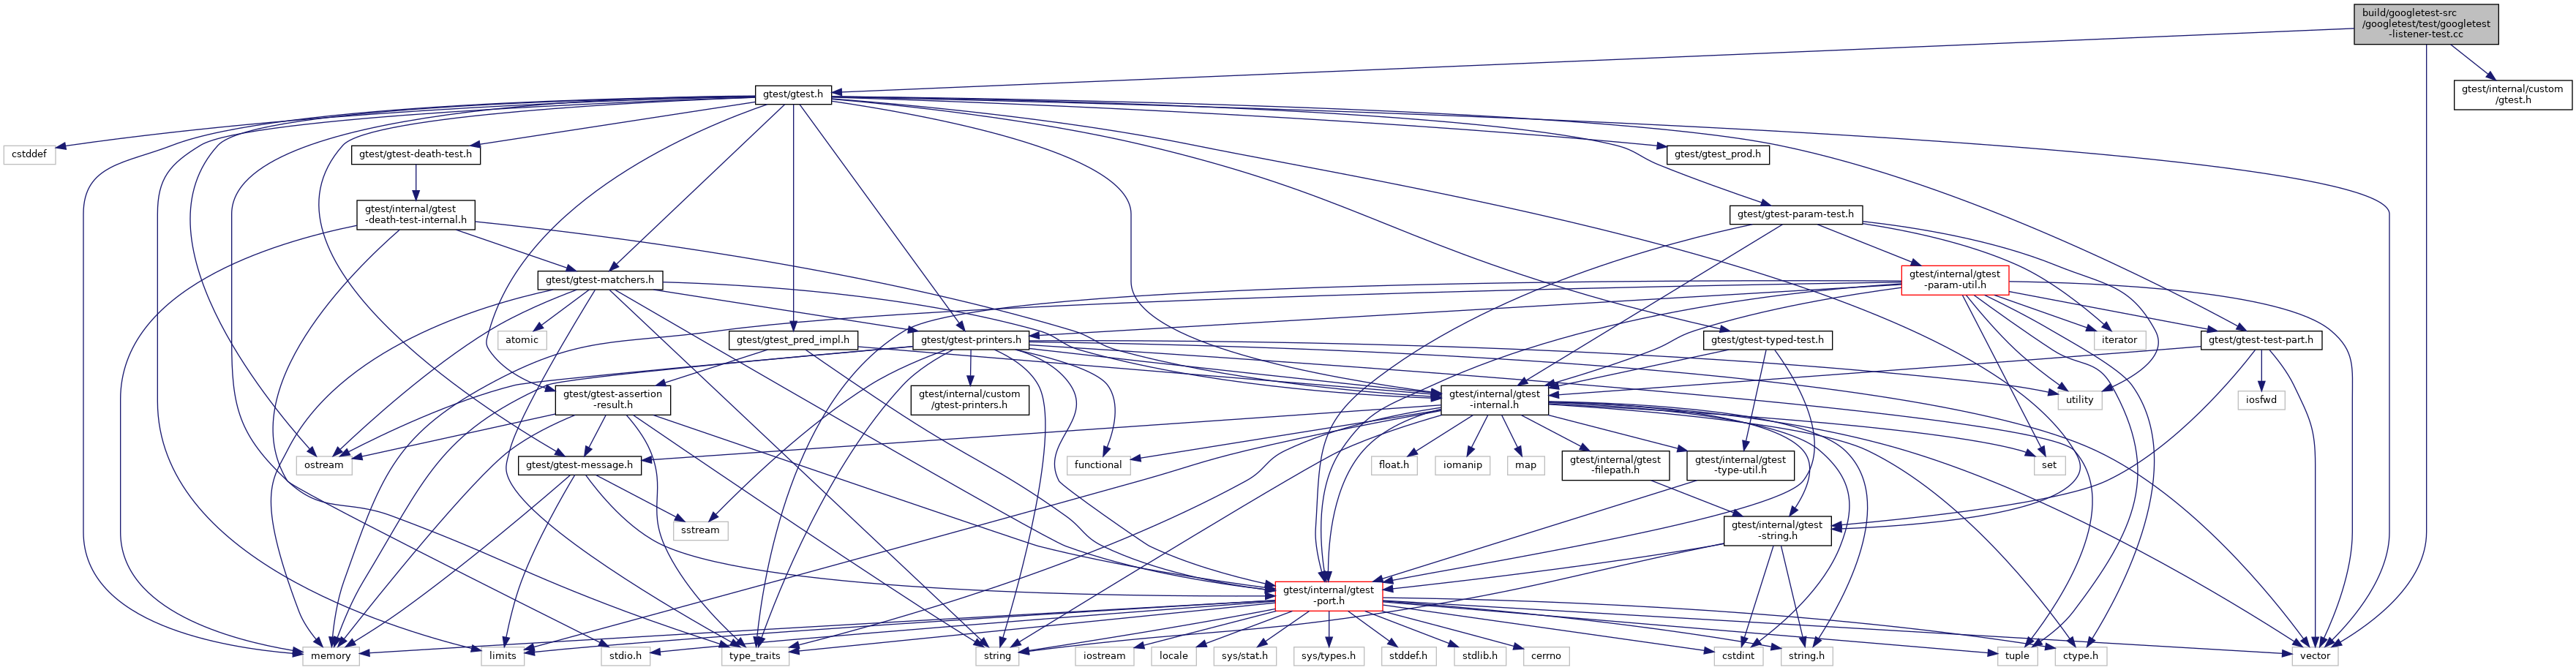 build/googletest-src
/googletest/test/googletest
-listener-test.cc
gtest/gtest.h
gtest/internal/custom
/gtest.h
cstddef
gtest/gtest-death-test.h
gtest/gtest_prod.h
gtest/internal/gtest
-death-test-internal.h
gtest/gtest-param-test.h
gtest/gtest-matchers.h
gtest/internal/gtest
-param-util.h
atomic
gtest/gtest_pred_impl.h
gtest/gtest-printers.h
gtest/gtest-typed-test.h
iterator
gtest/gtest-test-part.h
gtest/gtest-assertion
-result.h
gtest/internal/custom
/gtest-printers.h
gtest/internal/gtest
-internal.h
utility
iosfwd
ostream
gtest/gtest-message.h
functional
float.h
iomanip
map
gtest/internal/gtest
-filepath.h
gtest/internal/gtest
-type-util.h
set
sstream
gtest/internal/gtest
-string.h
gtest/internal/gtest
-port.h
memory
limits
stdio.h
type_traits
string
iostream
locale
sys/stat.h
sys/types.h
stddef.h
stdlib.h
cerrno
cstdint
string.h
tuple
ctype.h
vector